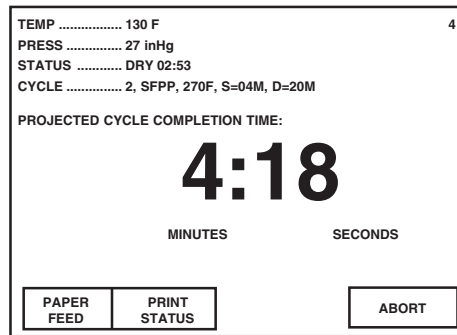 TEMP ................. 130 F 4
PRESS ............... 27 inHg
STATUS ............ DRY 02:53
CYCLE ............... 2, SFPP, 270F, S=04M, D=20M
PROJECTED CYCLE COMPLETION TIME:
4:18
MINUTES SECONDS
PAPER FEED
PRINT STATUS
ABORT